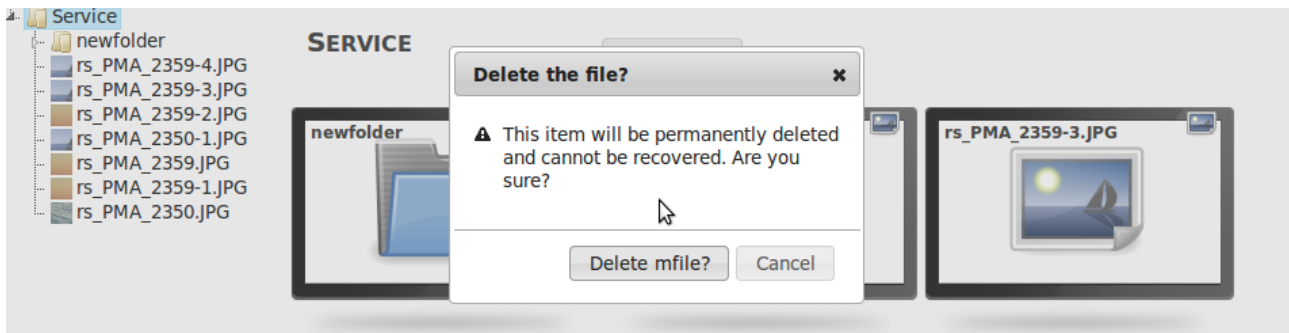 Service
newfolder
rs_PMA_2359-4.JPG
rs_PMA_2359-3.JPG
rs_PMA_2359-2.JPG
rs_PMA_2350-1.JPG
rs_PMA_2359.JPG
rs_PMA_2359-1.JPG
rs_PMA_2350.JPG
SERVICE
newfolder
rs_PMA_2359-3.JPG
Delete the file?
This item will be permanently deleted
and cannot be recovered. Are you
sure?
Delete mfile?
Cancel